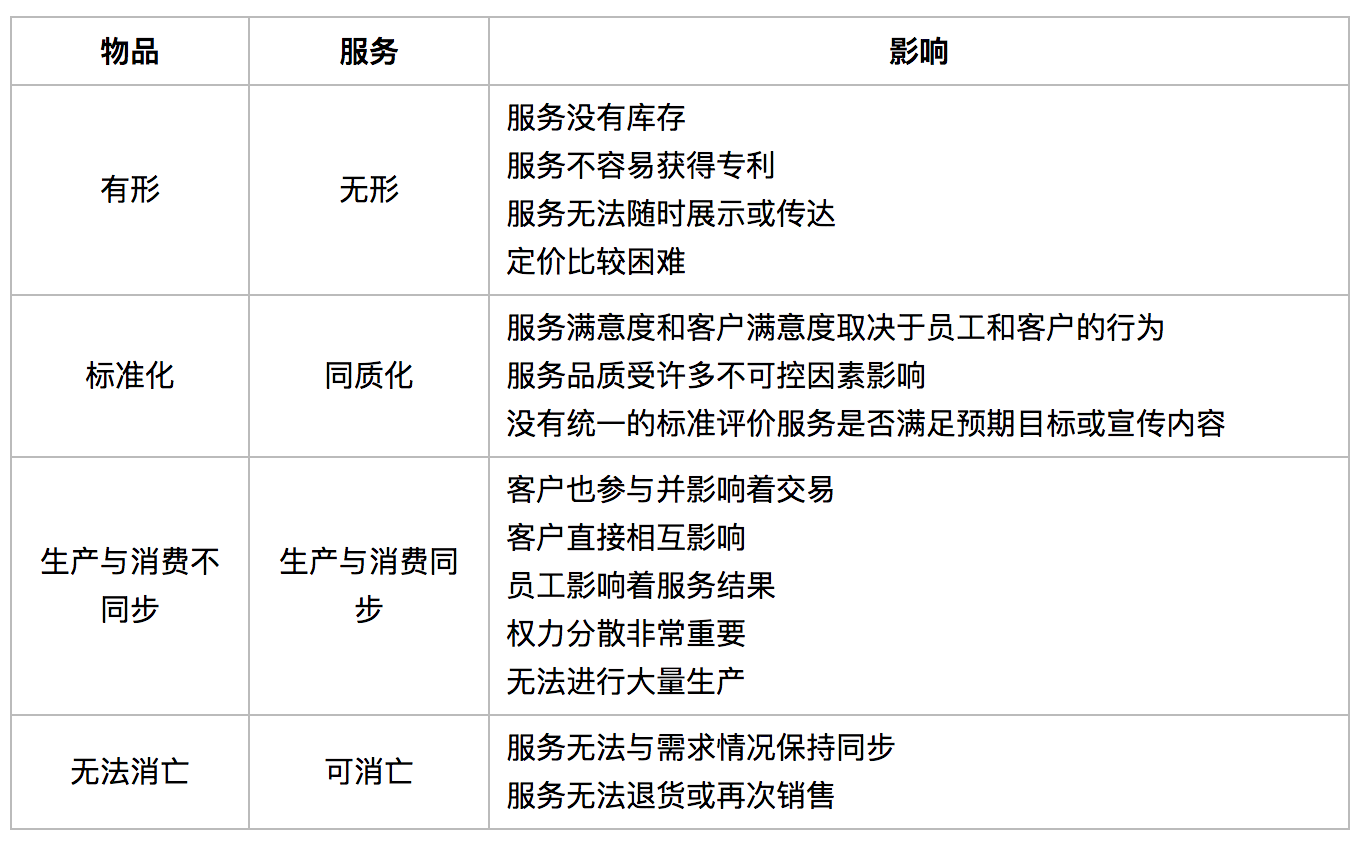 物品 服务 影响
有形 无形
服务没有库存
服务不容易获得专利
服务无法随时展示或传达
定价比较困难
标准化 同质化
服务满意度和客户满意度取决于员工和客户的行为
服务品质受许多不可控因素影响
没有统一的标准评价服务是否满足预期目标或宣传内容
生产与消费不
同步
生产与消费同
步
客户也参与并影响着交易
客户直接相互影响
员工影响着服务结果
权力分散非常重要
无法进行大量生产
无法消亡 可消亡
服务无法与需求情况保持同步
服务无法退货或再次销售